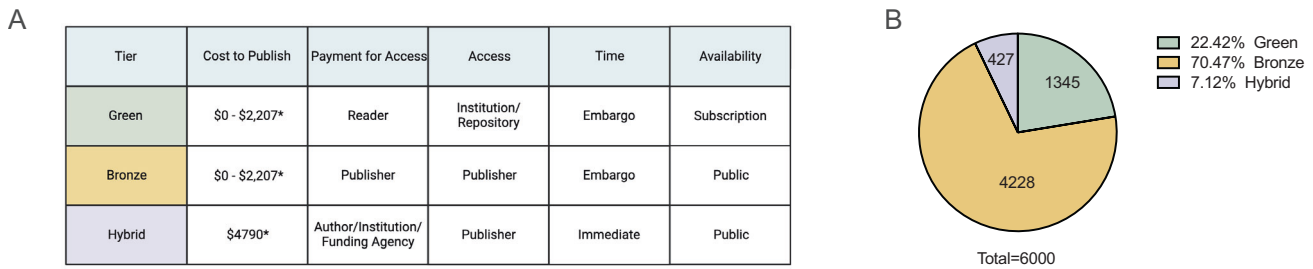 A
Tier Cost to Publish Payment for Access Access Time Availability
Green $0 - $2,207* Reader Institution/
Repository Embargo Subscription
Bronze $0 - $2,207* Publisher Publisher Embargo Public
Hybrid $4790* Author/Institution/
Funding Agency Publisher Immediate Public
B
427
1345
4228
Total=6000
22.42% Green
70.47% Bronze
7.12% Hybrid